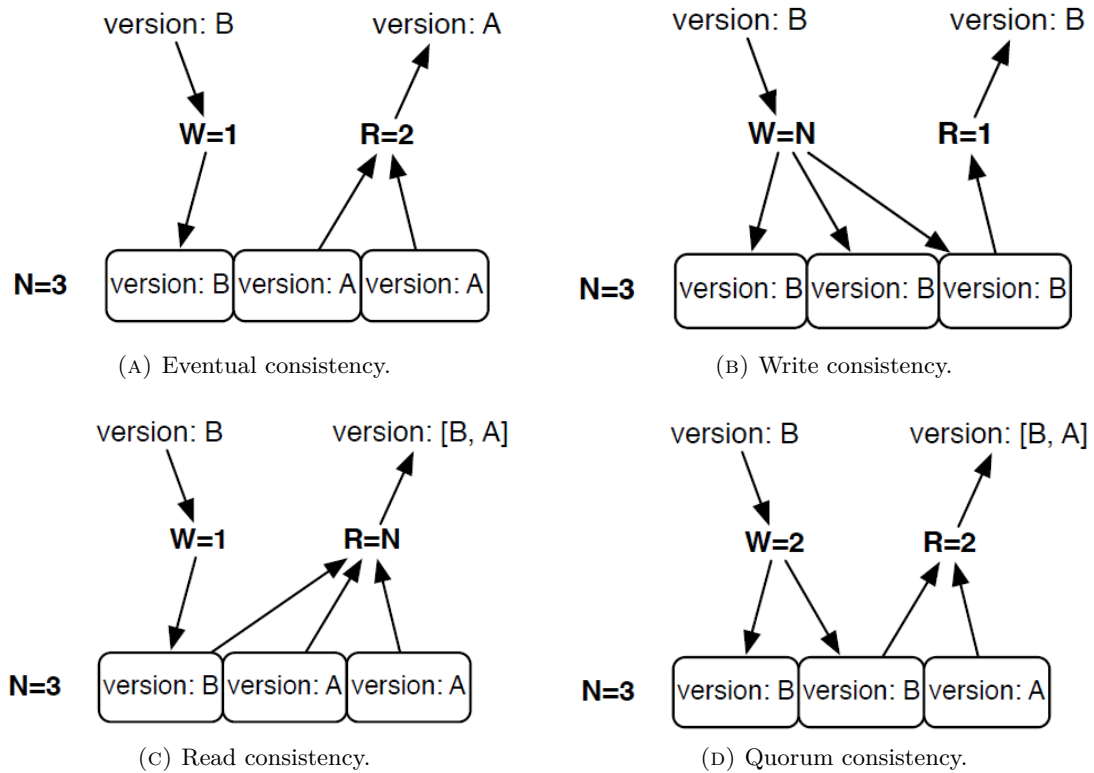 version: B
version: A
W=1
R=2
N=3
version: B
version: A
version: A
(A) Eventual consistency.
version: B
version: B
W=N
R=1
N=3
version: B
version: B
version: B
(B) Write consistency.
version: B
version: [B, A]
W=1
R=N
N=3
version: B
version: A
version: A
(C) Read consistency.
version: B
version: [B, A]
W=2
R=2
N=3
version: B
version: B
version: A
(D) Quorum consistency.